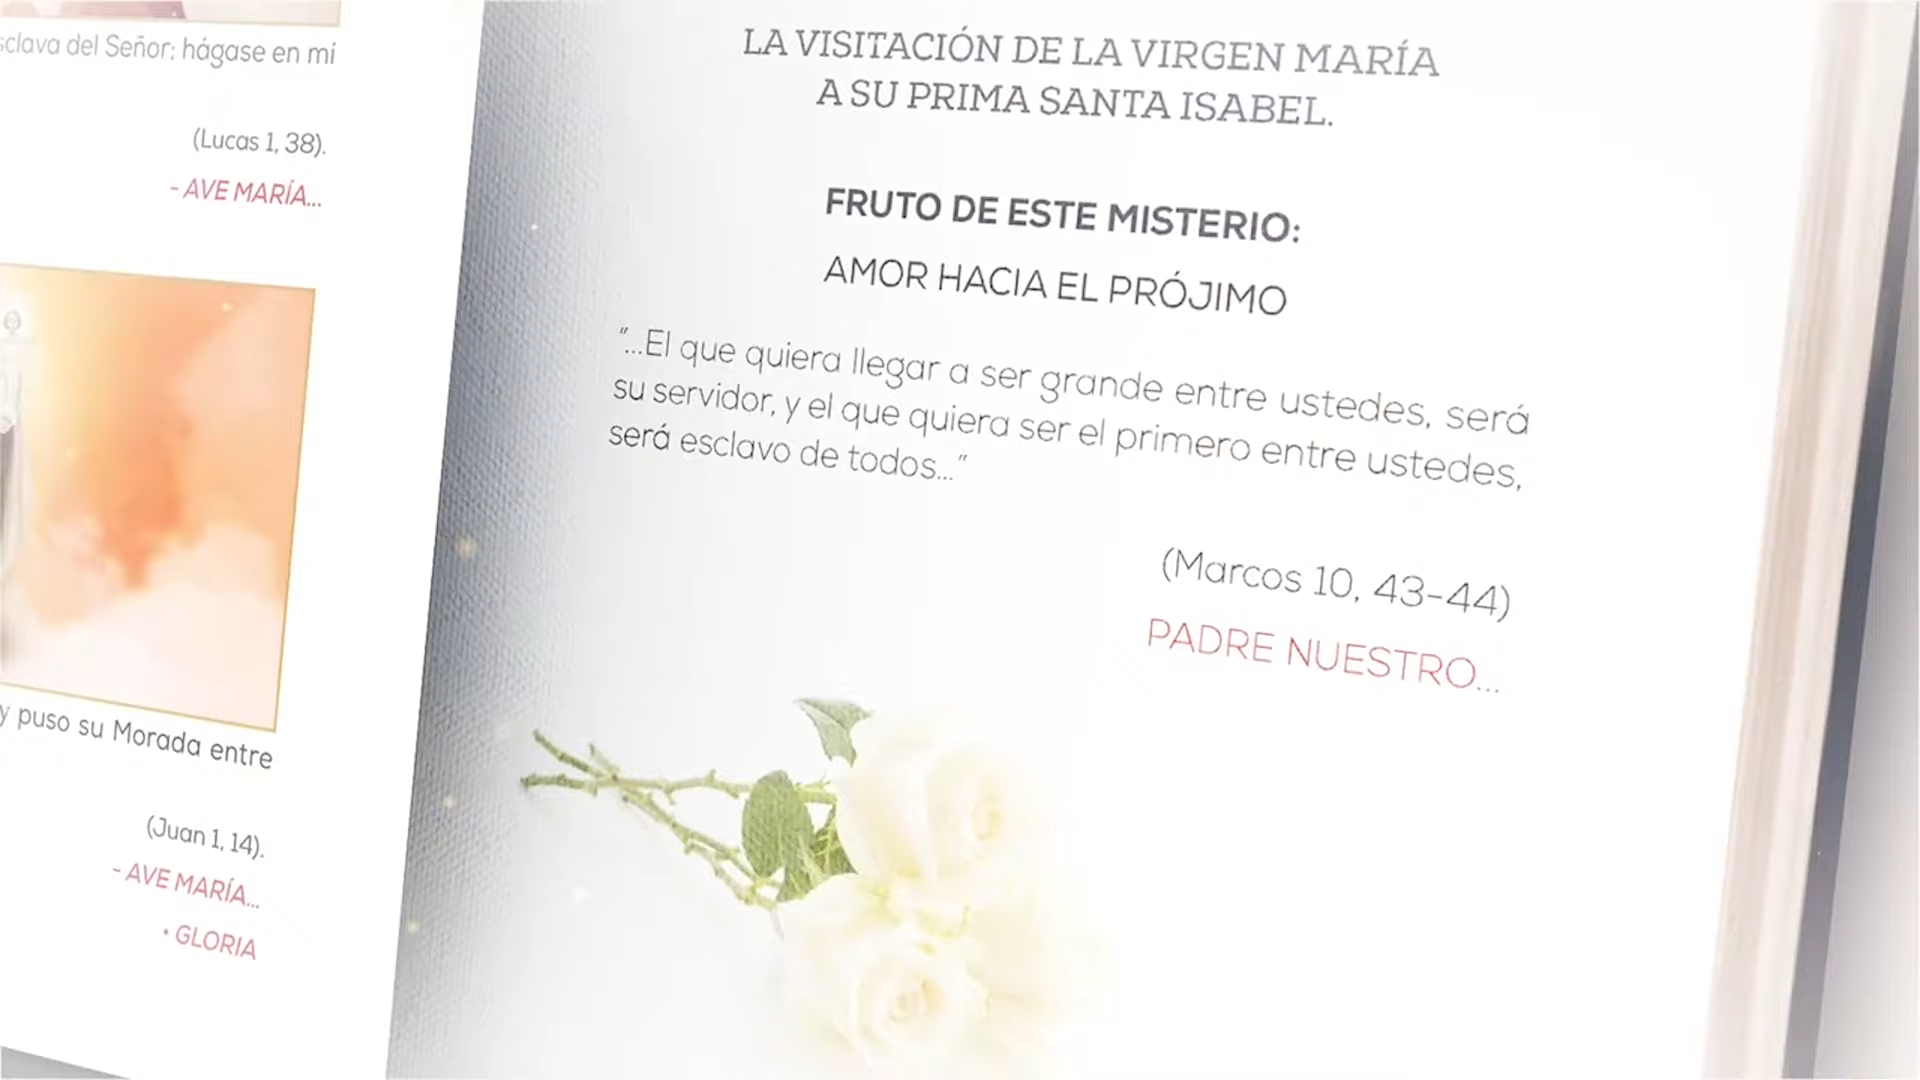 esclava del Señor; hágase en mí
(Lucas 1, 38).
- AVE MARÍA...
y puso su Morada entre
(Juan 1, 14).
- AVE MARÍA...
• GLORIA
LA VISITACIÓN DE LA VIRGEN MARÍA
A SU PRIMA SANTA ISABEL.
FRUTO DE ESTE MISTERIO:
AMOR HACIA EL PRÓJIMO
"...El que quiera llegar a ser grande entre ustedes, será
su servidor, y el que quiera ser el primero entre ustedes,
será esclavo de todos..."
(Marcos 10, 43-44)
PADRE NUESTRO...